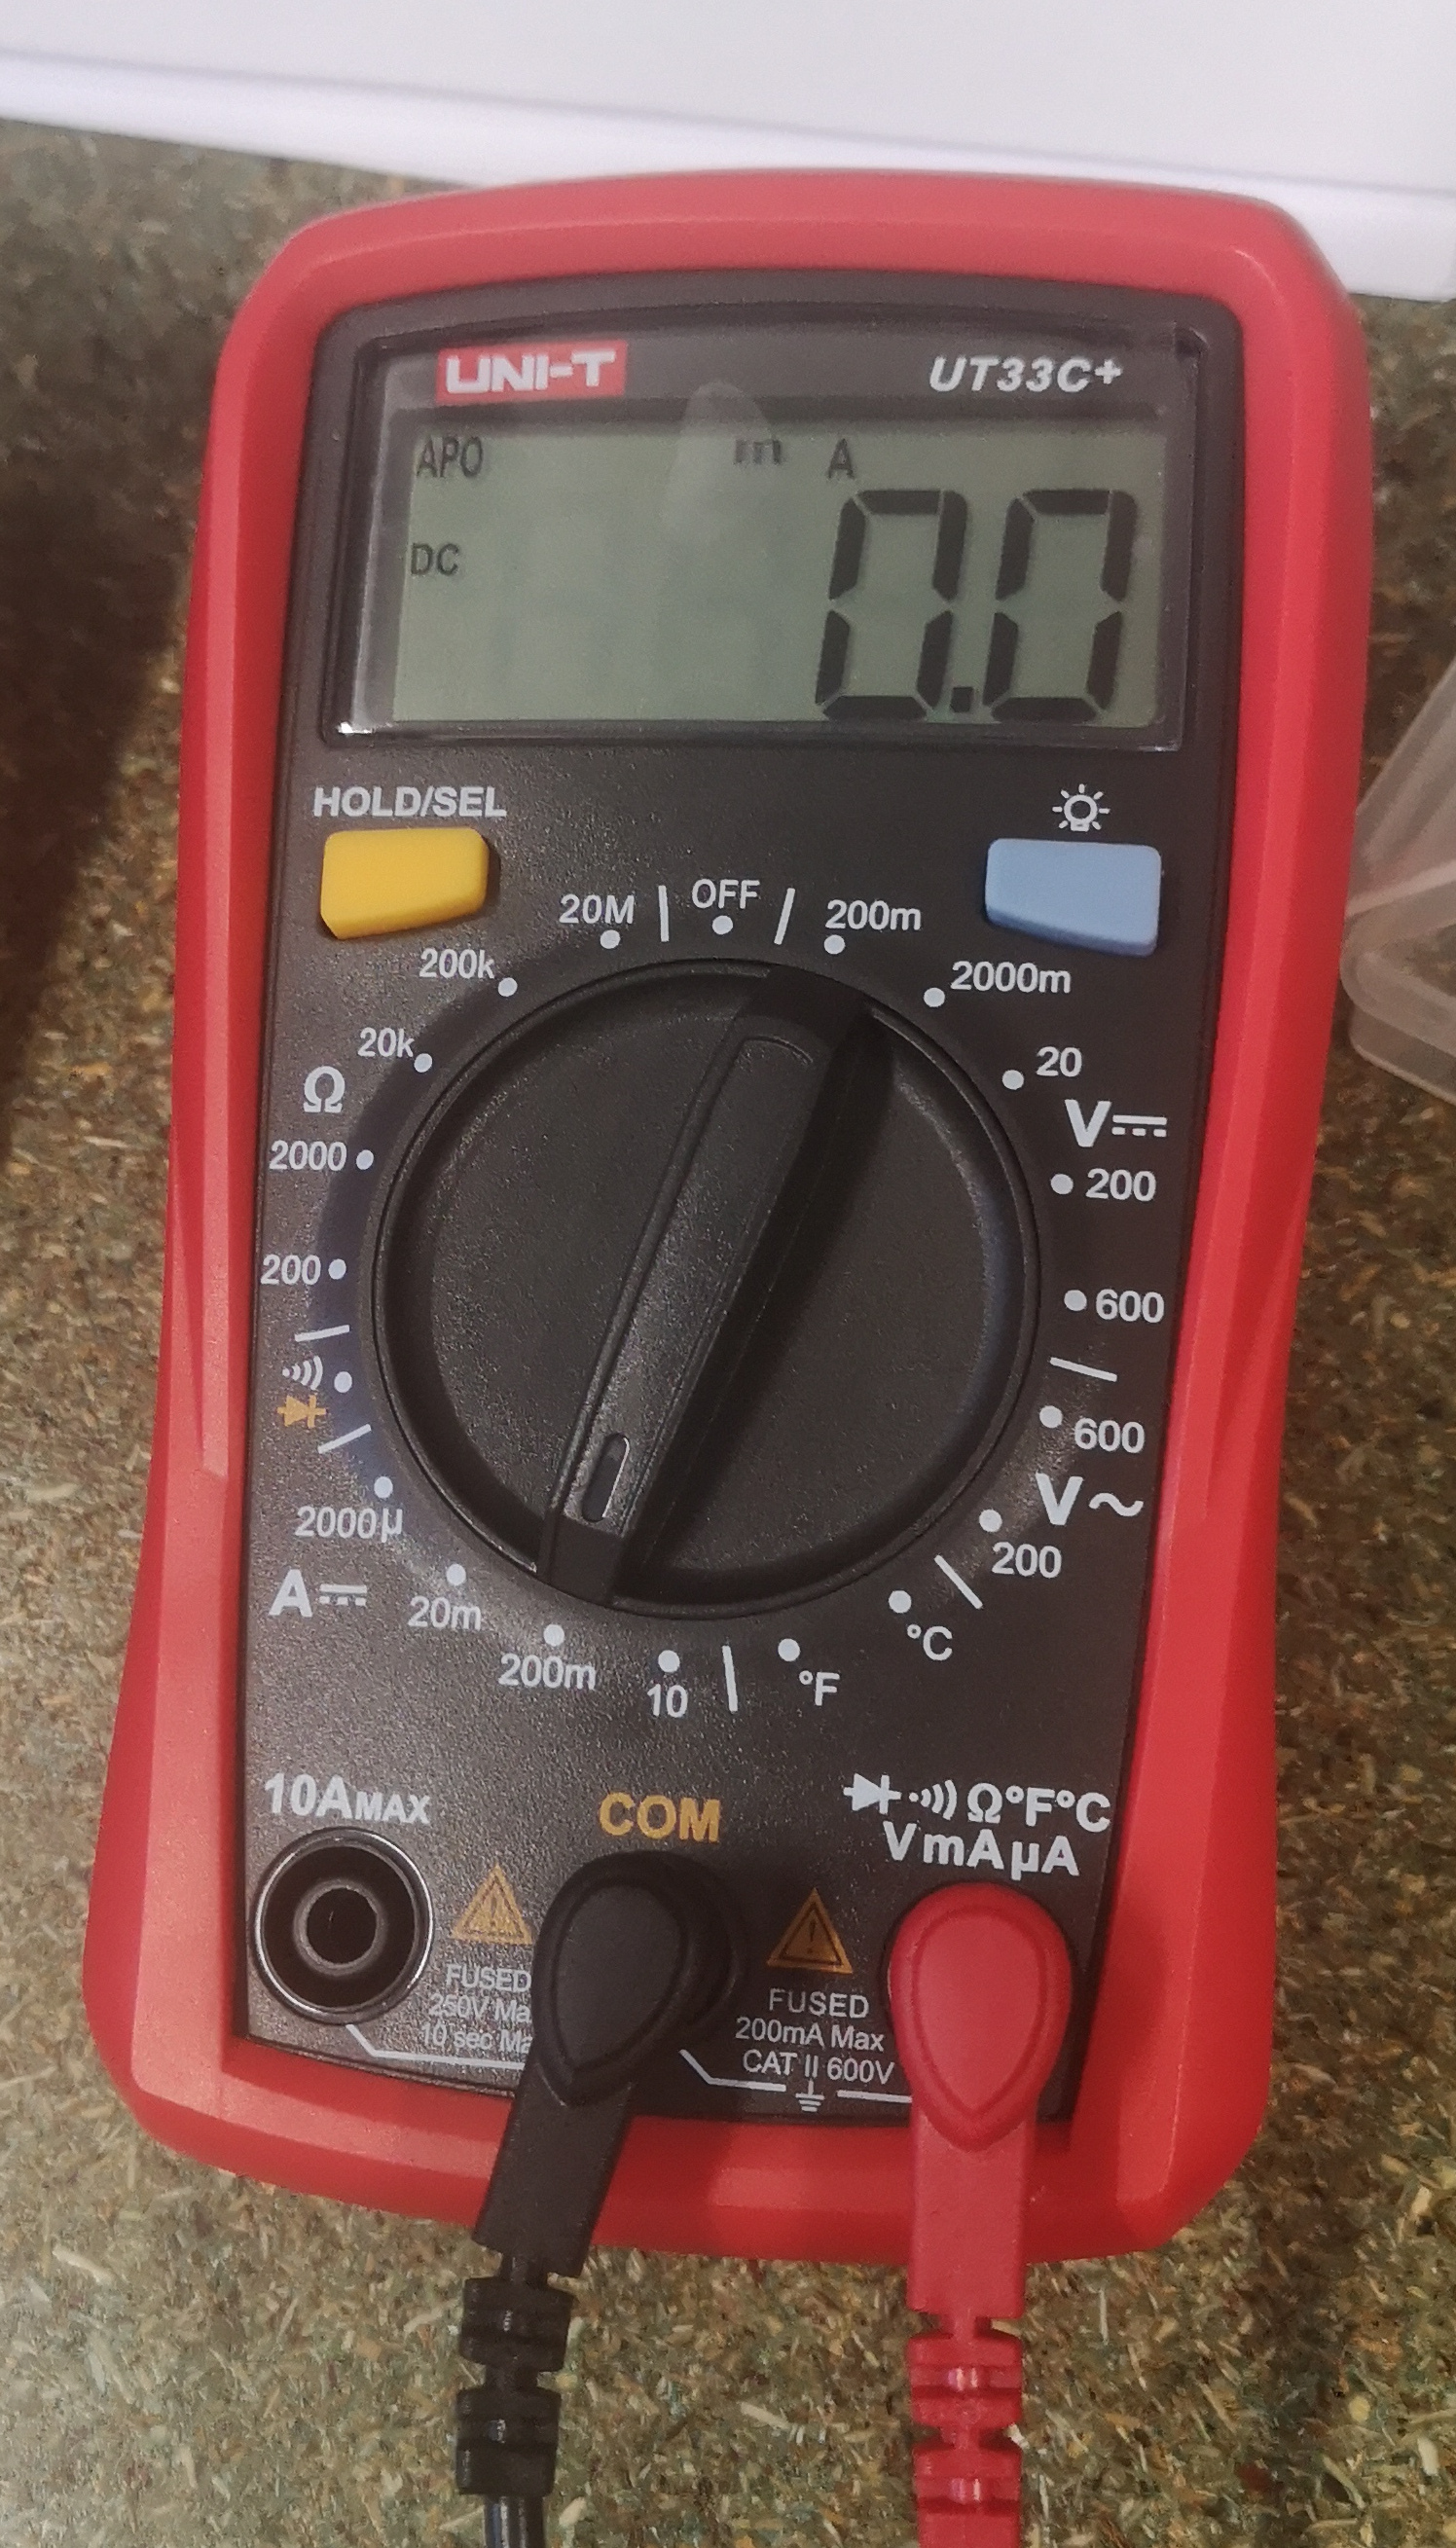 UNI-T UT33C+
APO m A
DC
0.0
HOLD/SEL
20M OFF 200m
200k 2000m
20k 20
Ω V
2000 200
200 600
600
2000µ V~
A 20m 200
200m 10 °F °C
10AMAX COM Ω°F°C
VmAµA
FUSED
250V
10 sec
FUSED
200mA Max
CAT II 600V